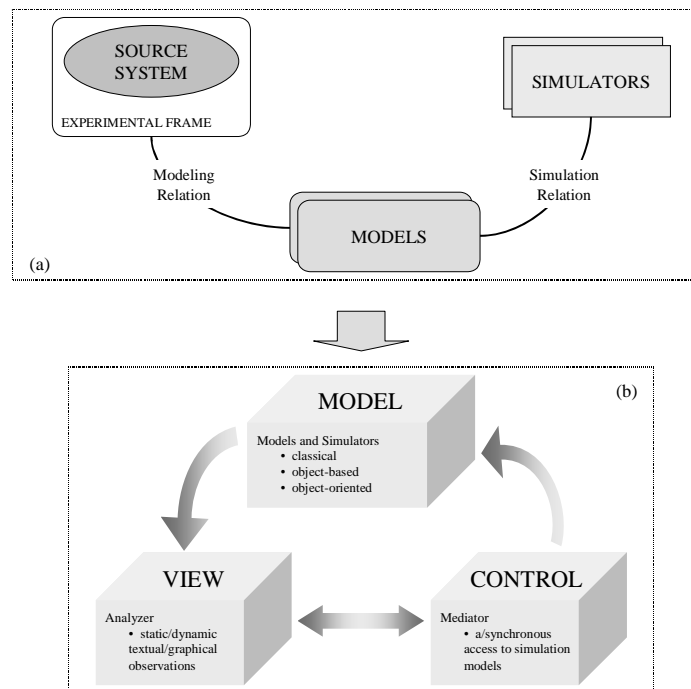 SOURCE
SYSTEM
EXPERIMENTAL FRAME
SIMULATORS
Modeling
Relation
Simulation
Relation
MODELS
(a)
(b)
MODEL
Models and Simulators
• classical
• object-based
• object-oriented
VIEW
Analyzer
• static/dynamic
textual/graphical
observations
CONTROL
Mediator
• a/synchronous
access to simulation
models